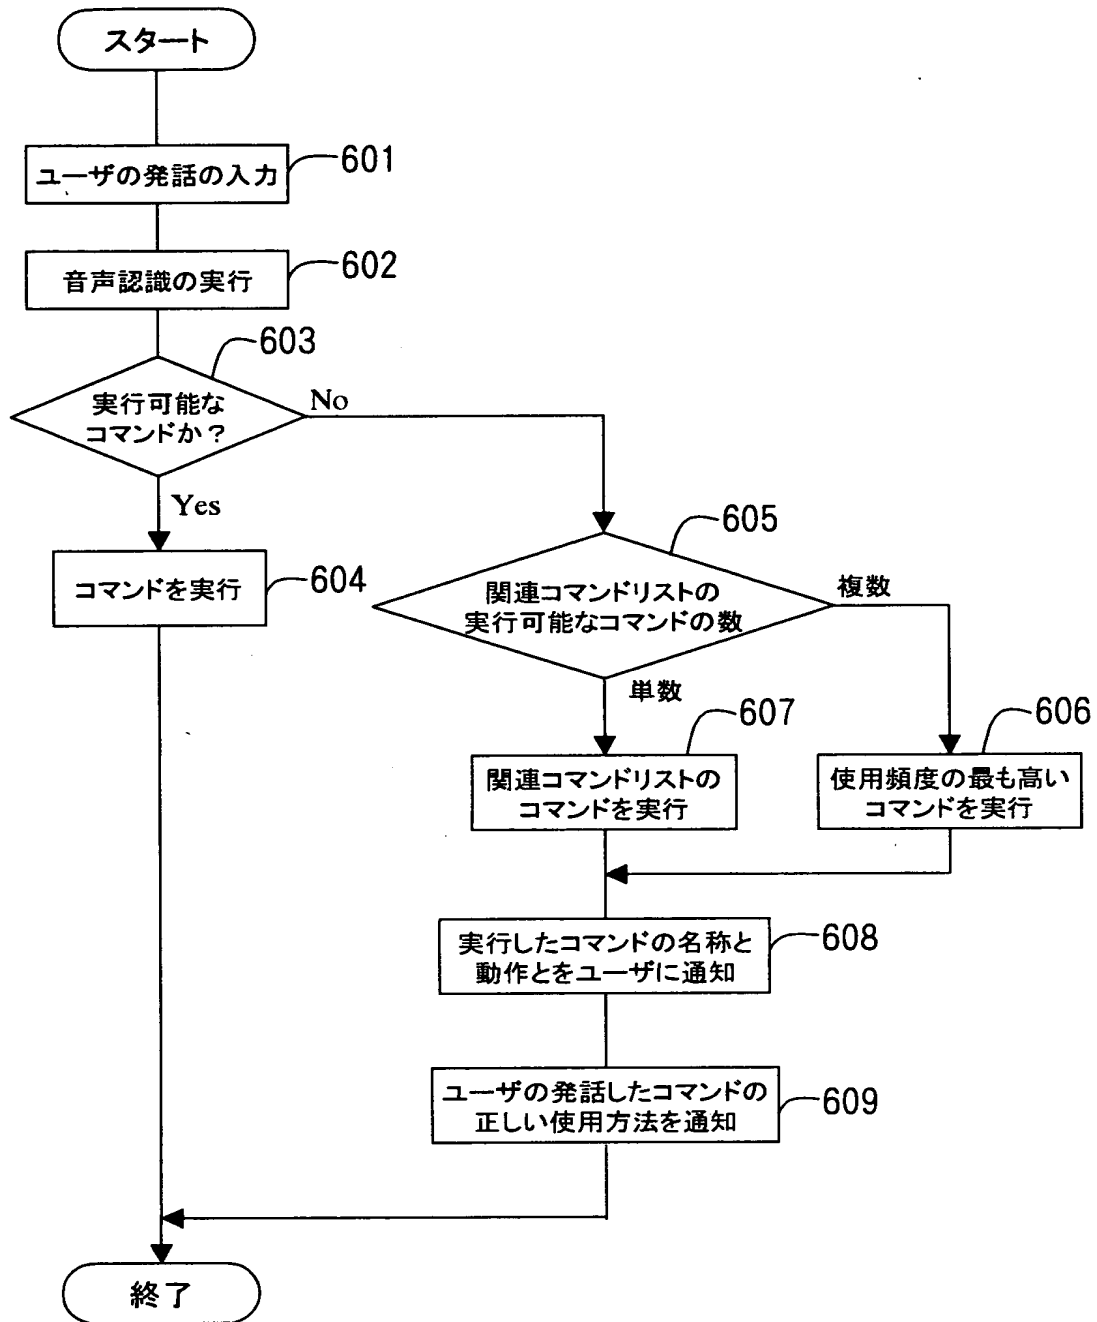 スタート
ユーザの発話の入力
601
音声認識の実行
602
603
実行可能な
コマンドか？
No
Yes
コマンドを実行
604
605
関連コマンドリストの
実行可能なコマンドの数
複数
単数
607
関連コマンドリストの
コマンドを実行
606
使用頻度の最も高い
コマンドを実行
実行したコマンドの名称と
動作とをユーザに通知
608
ユーザの発話したコマンドの
正しい使用方法を通知
609
終了